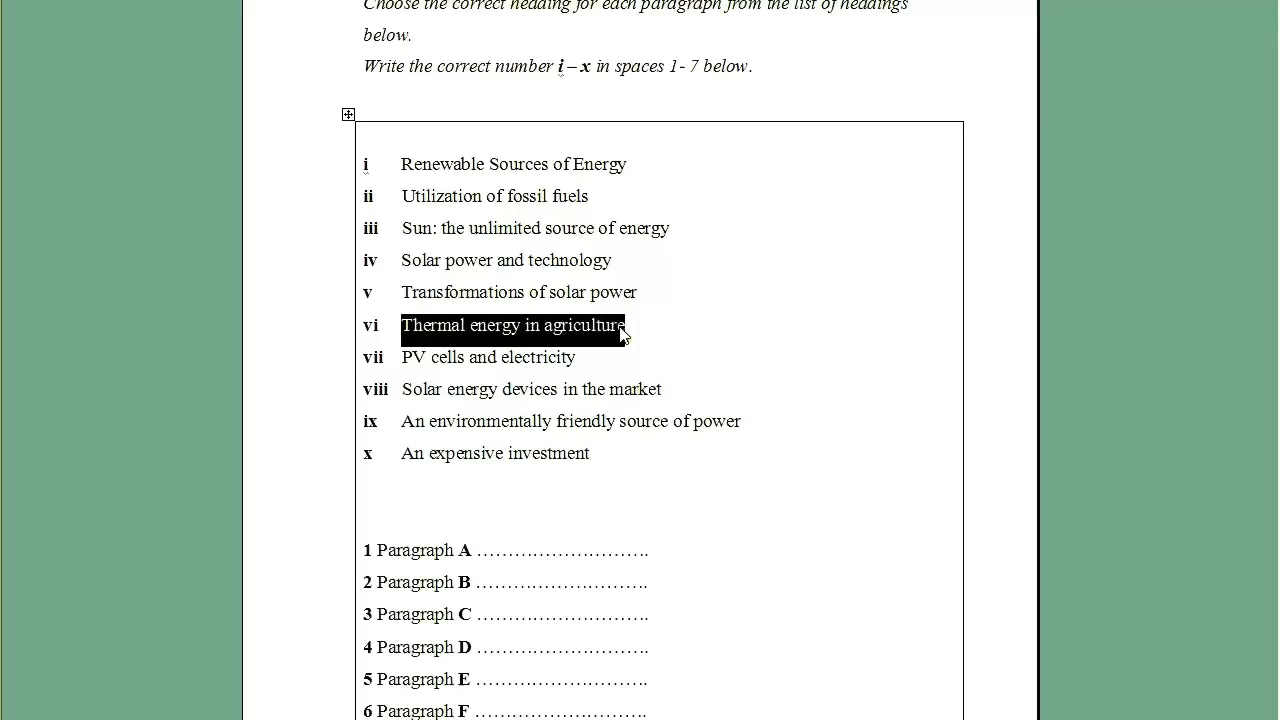 Choose the correct heading for each paragraph from the list of headings
below.
Write the correct number i – x in spaces 1- 7 below.
i Renewable Sources of Energy
ii Utilization of fossil fuels
iii Sun: the unlimited source of energy
iv Solar power and technology
v Transformations of solar power
vi Thermal energy in agriculture
vii PV cells and electricity
viii Solar energy devices in the market
ix An environmentally friendly source of power
x An expensive investment
1 Paragraph A ……………………….
2 Paragraph B ……………………….
3 Paragraph C ……………………….
4 Paragraph D ……………………….
5 Paragraph E ……………………….
6 Paragraph F ……………………….